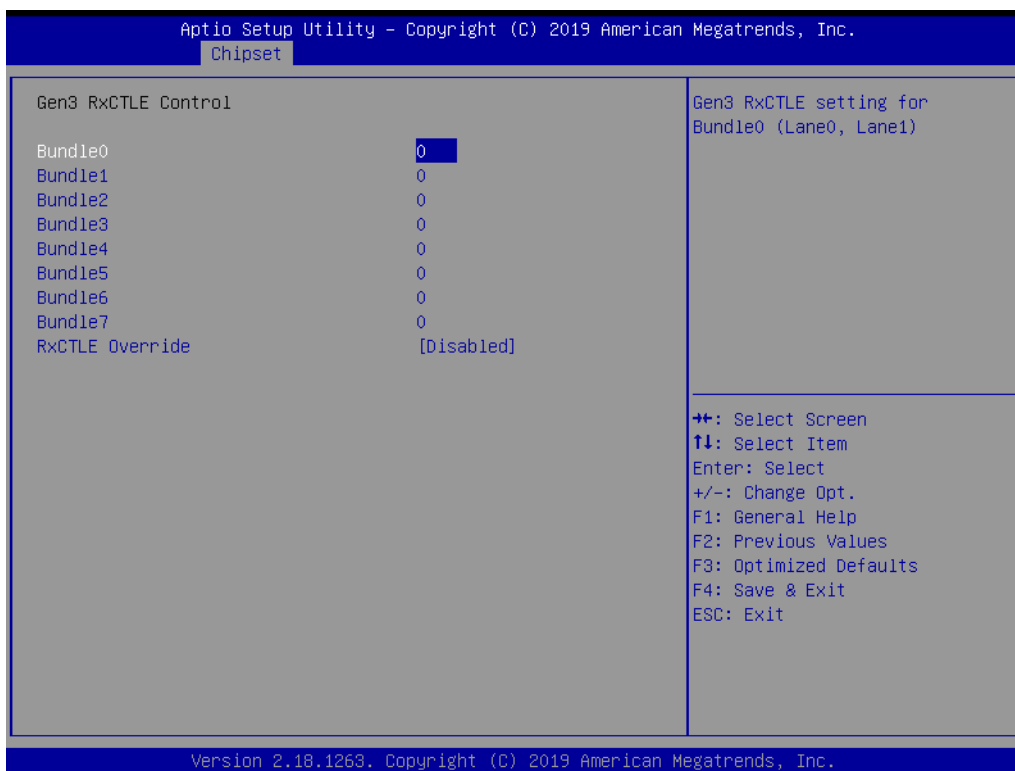 Aptio Setup Utility – Copyright (C) 2019 American Megatrends, Inc.
Chipset
Gen3 RxCTLE Control
Bundle0 0
Bundle1 0
Bundle2 0
Bundle3 0
Bundle4 0
Bundle5 0
Bundle6 0
Bundle7 0
RxCTLE Override [Disabled]
Gen3 RxCTLE setting for
Bundle0 (Lane0, Lane1)
→←: Select Screen
↑↓: Select Item
Enter: Select
+/-: Change Opt.
F1: General Help
F2: Previous Values
F3: Optimized Defaults
F4: Save & Exit
ESC: Exit
Version 2.18.1263. Copyright (C) 2019 American Megatrends, Inc.